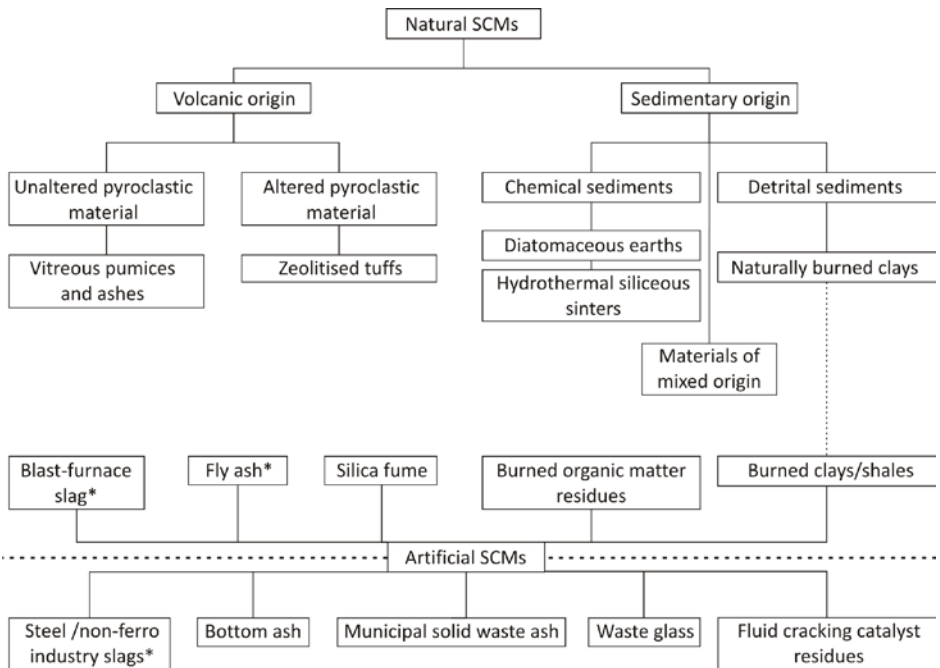 Natural SCMs
Volcanic origin
Sedimentary origin
Unaltered pyroclastic
material
Altered pyroclastic
material
Chemical sediments
Detrital sediments
Vitreous pumices
and ashes
Zeolitised tuffs
Diatomaceous earths
Hydrothermal siliceous
sinters
Naturally burned clays
Materials of
mixed origin
Blast-furnace
slag*
Fly ash*
Silica fume
Burned organic matter
residues
Burned clays/shales
Artificial SCMs
Steel /non-ferro
industry slags*
Bottom ash
Municipal solid waste ash
Waste glass
Fluid cracking catalyst
residues